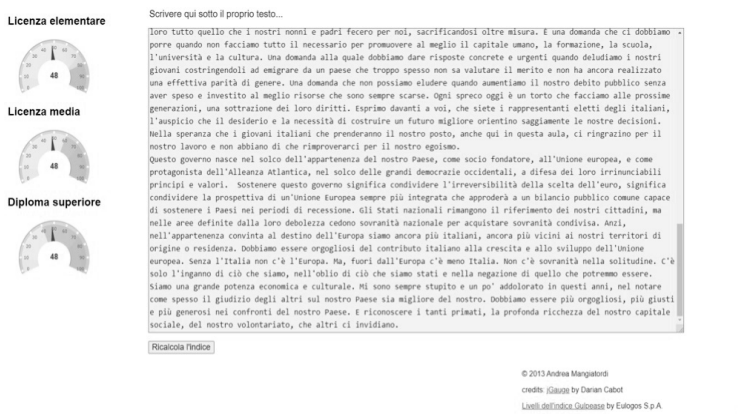 Licenza elementare
48
Licenza media
48
Diploma superiore
48
Scrivere qui sotto il proprio testo...
loro tutto quello che i nostri nonni e padri fecero per noi, sacrificandosi oltre misura. È una domanda che ci dobbiamo
porre quando non facciamo tutto il necessario per promuovere al meglio il capitale umano, la formazione, la scuola,
l'università e la cultura. Una domanda alla quale dobbiamo dare risposte concrete e urgenti quando deludiamo i nostri
giovani costringendoli ad emigrare da un paese che troppo spesso non sa valutare il merito e non ha ancora realizzato
una effettiva parità di genere. Una domanda che non possiamo eludere quando aumentiamo il nostro debito pubblico senza
aver speso e investito al meglio risorse che sono sempre scarse. Ogni spreco oggi è un torto che facciamo alle prossime
generazioni, una sottrazione dei loro diritti. Esprimo davanti a voi, che siete i rappresentanti eletti degli italiani,
l'auspicio che il desiderio e la necessità di costruire un futuro migliore orientino saggiamente le nostre decisioni.
Nella speranza che i giovani italiani che prenderanno il nostro posto, anche qui in questa aula, ci ringrazino per il
nostro lavoro e non abbiano di che rimproverarci per il nostro egoismo.
Questo governo nasce nel solco dell'appartenenza del nostro Paese, come socio fondatore, all'Unione europea, e come
protagonista dell'Alleanza Atlantica, nel solco delle grandi democrazie occidentali, a difesa dei loro irrinunciabili
principi e valori.  Sostenere questo governo significa condividere l'irreversibilità della scelta dell'euro, significa
condividere la prospettiva di un'Unione Europea sempre più integrata che approderà a un bilancio pubblico comune capace
di sostenere i Paesi nei periodi di recessione. Gli Stati nazionali rimangono il riferimento dei nostri cittadini, ma
nelle aree definite dalla loro debolezza cedono sovranità nazionale per acquistare sovranità condivisa. Anzi,
nell'appartenenza convinta al destino dell'Europa siamo ancora più italiani, ancora più vicini ai nostri territori di
origine o residenza. Dobbiamo essere orgogliosi del contributo italiano alla crescita e allo sviluppo dell'Unione
europea. Senza l'Italia non c'è l'Europa. Ma, fuori dall'Europa c'è meno Italia. Non c'è sovranità nella solitudine. C'è
solo l'inganno di ciò che siamo, nell'oblio di ciò che siamo stati e nella negazione di quello che potremmo essere.
Siamo una grande potenza economica e culturale. Mi sono sempre stupito e un po' addolorato in questi anni, nel notare
come spesso il giudizio degli altri sul nostro Paese sia migliore del nostro. Dobbiamo essere più orgogliosi, più giusti
e più generosi nei confronti del nostro Paese. E riconoscere i tanti primati, la profonda ricchezza del nostro capitale
sociale, del nostro volontariato, che altri ci invidiano.
Ricalcola l'Indice
© 2013 Andrea Mangiatordi
credits: jGauge by Darian Cabot
Livelli dell'indice Gulpease by Eulogos S.p.A.